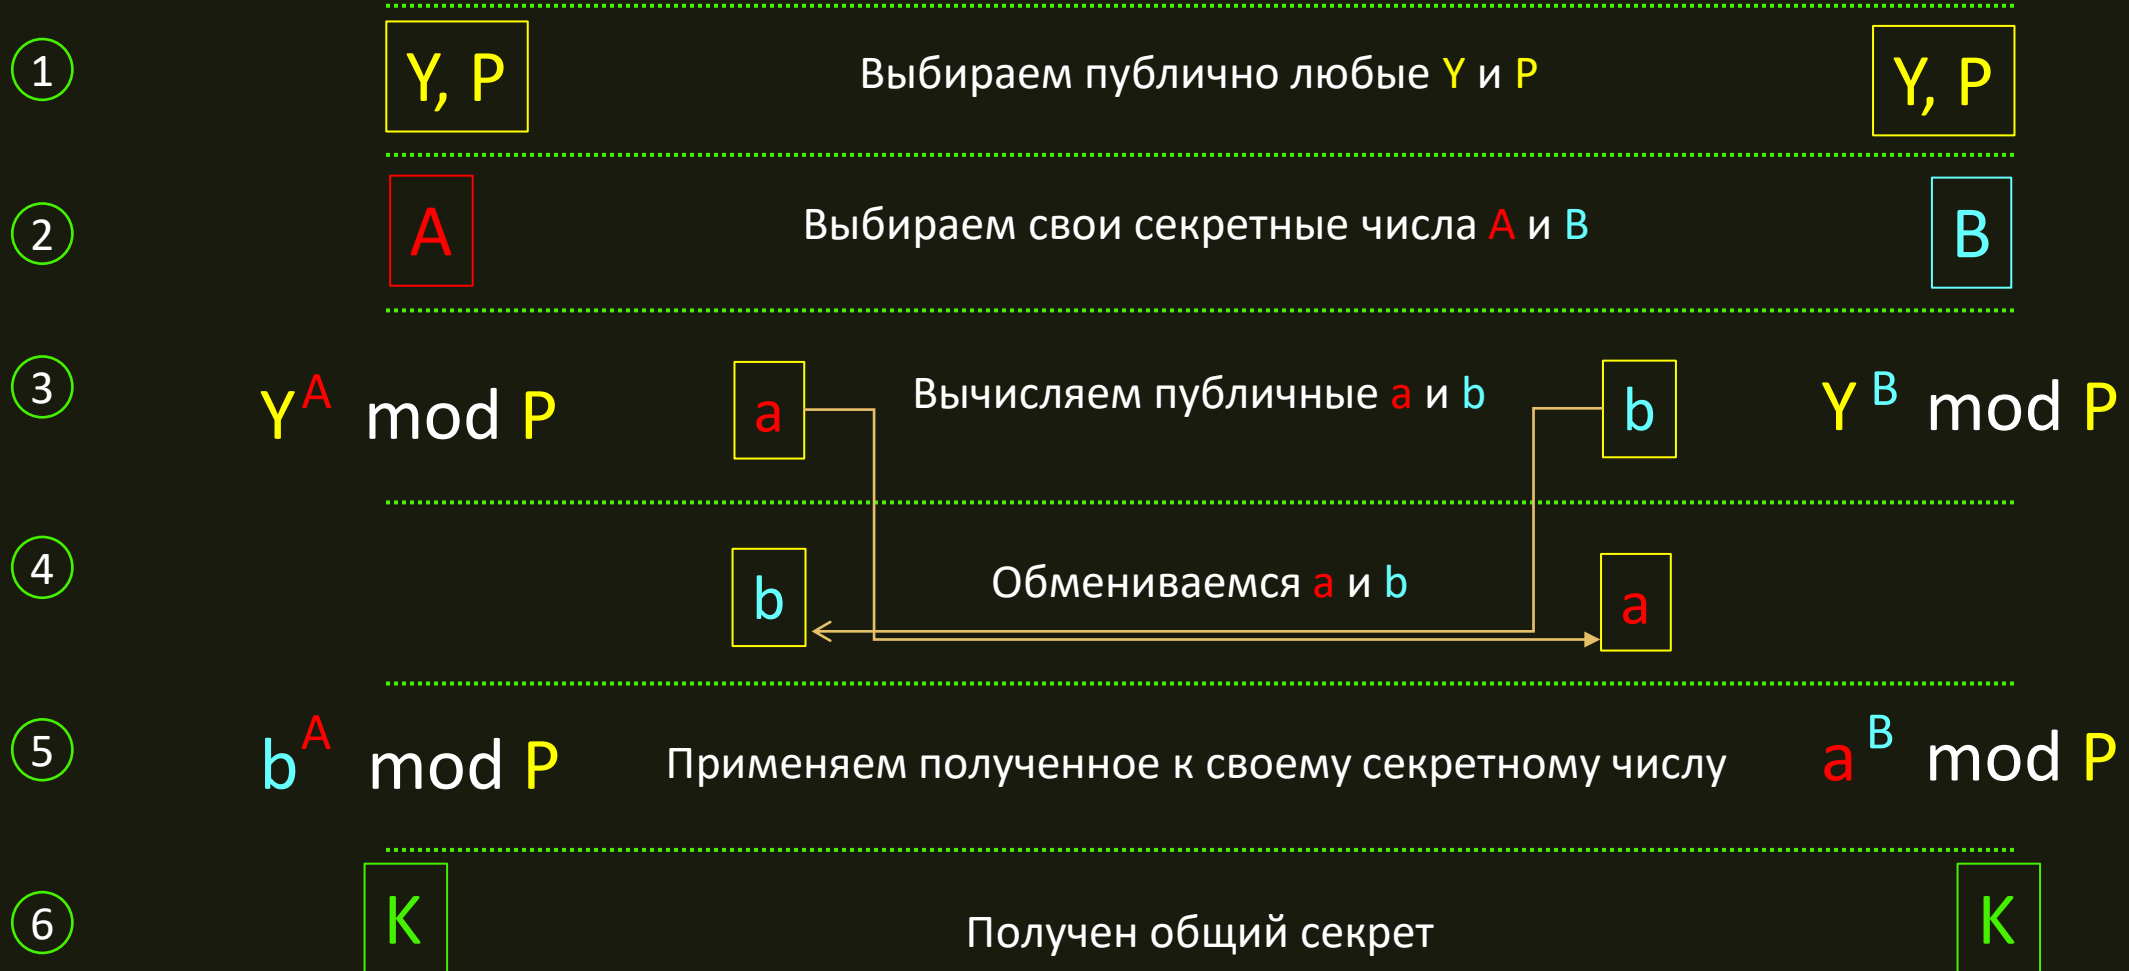 1
Y, P
Выбираем публично любые Y и P
Y, P
2
A
Выбираем свои секретные числа A и B
B
3
Y^A mod P
a
Вычисляем публичные a и b
b
Y^B mod P
4
b
Обмениваемся a и b
a
5
b^A mod P
Применяем полученное к своему секретному числу
a^B mod P
6
K
Получен общий секрет
K